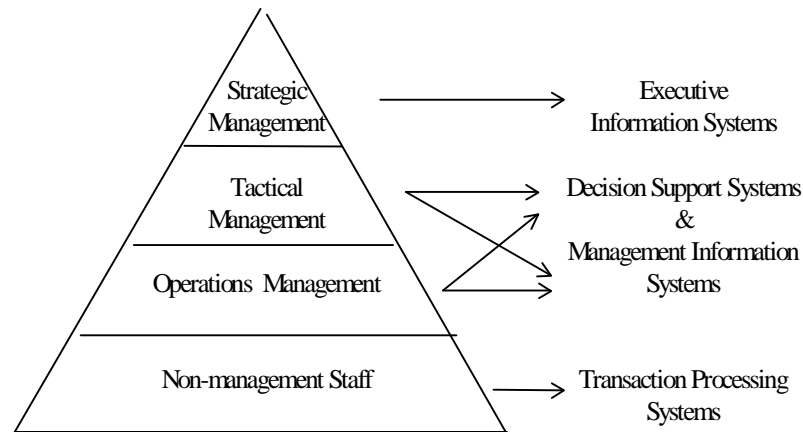 Strategic
Management
Executive
Information Systems
Tactical
Management
Decision Support Systems
&
Management Information
Systems
Operations Management
Non-management Staff
Transaction Processing
Systems